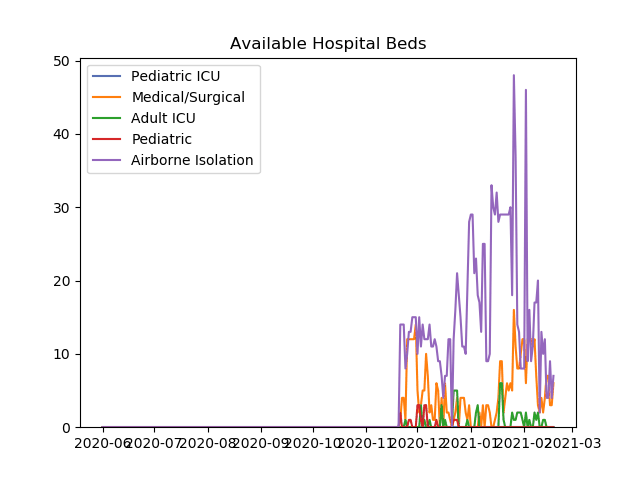 Available Hospital Beds
50
40
30
20
10
0
Pediatric ICU
Medical/Surgical
Adult ICU
Pediatric
Airborne Isolation
2020-06 2020-07 2020-08 2020-09 2020-10 2020-11 2020-12 2021-01 2021-02 2021-03